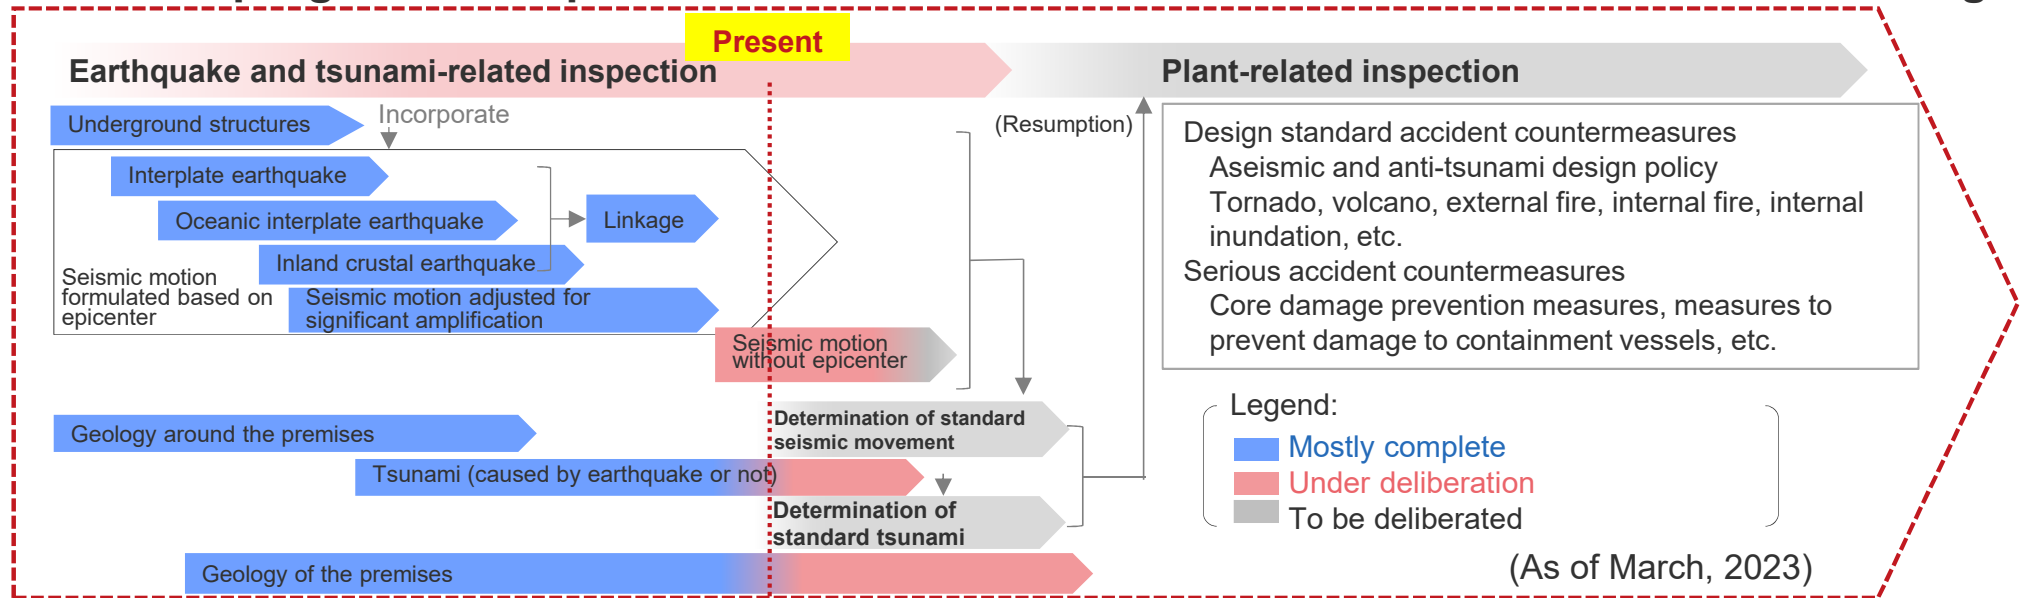 Present
Earthquake and tsunami-related inspection
Plant-related inspection
Underground structures
Incorporate
(Resumption)
Interplate earthquake
Oceanic interplate earthquake
Linkage
Inland crustal earthquake
Seismic motion
formulated based on
epicenter
Seismic motion adjusted for
significant amplification
Seismic motion
without epicenter
Design standard accident countermeasures
Aseismic and anti-tsunami design policy
Tornado, volcano, external fire, internal fire, internal
inundation, etc.
Serious accident countermeasures
Core damage prevention measures, measures to
prevent damage to containment vessels, etc.
Geology around the premises
Determination of standard
seismic movement
Tsunami (caused by earthquake or not)
Determination of
standard tsunami
Geology of the premises
Legend:
Mostly complete
Under deliberation
To be deliberated
(As of March, 2023)